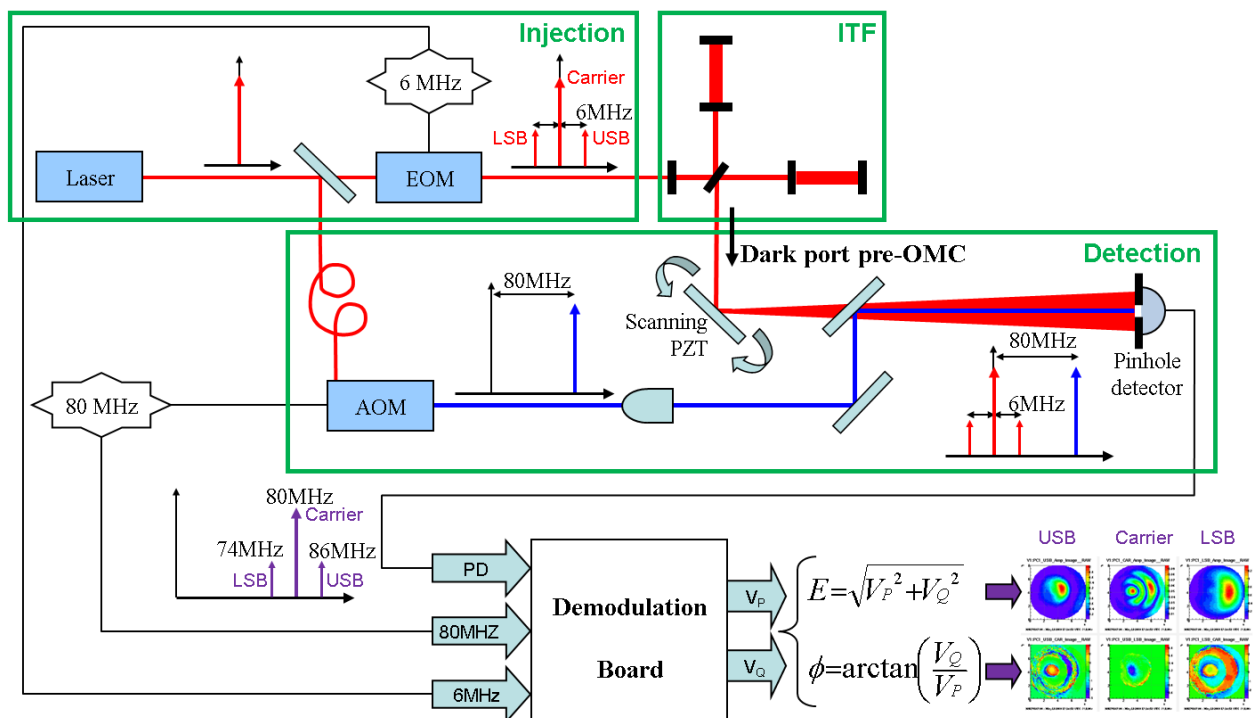 Injection
ITF
6 MHz
Carrier
6MHz
LSB
USB
Laser
EOM
Dark port pre-OMC
Detection
80MHz
Scanning
PZT
80MHz
Pinhole
detector
6MHz
80 MHz
AOM
80MHz
Carrier
74MHz
86MHz
LSB
USB
PD
80MHZ
6MHz
Demodulation
Board
V_P
V_Q
E=√(V_P²+V_Q²)
ϕ=arctan(V_Q/V_P)
USB
Carrier
LSB